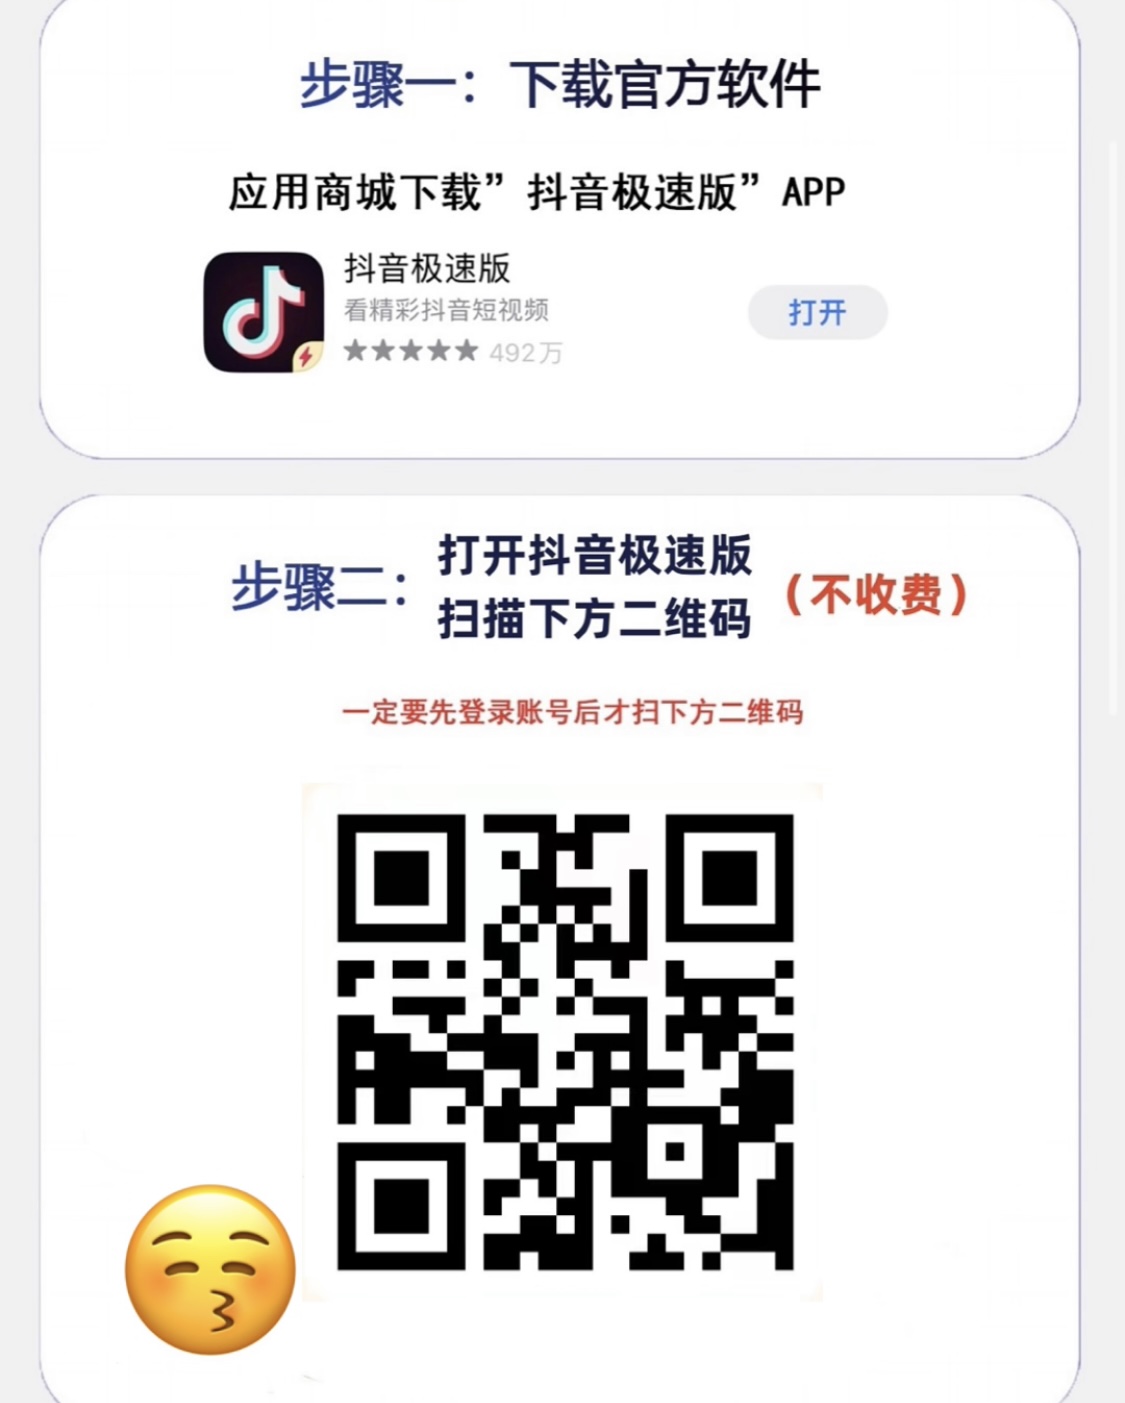 步骤一：下载官方软件
应用商城下载”抖音极速版”APP
抖音极速版
看精彩抖音短视频
★★★★★ 492万
打开
步骤二：
打开抖音极速版
扫描下方二维码
（不收费）
一定要先登录账号后才扫下方二维码